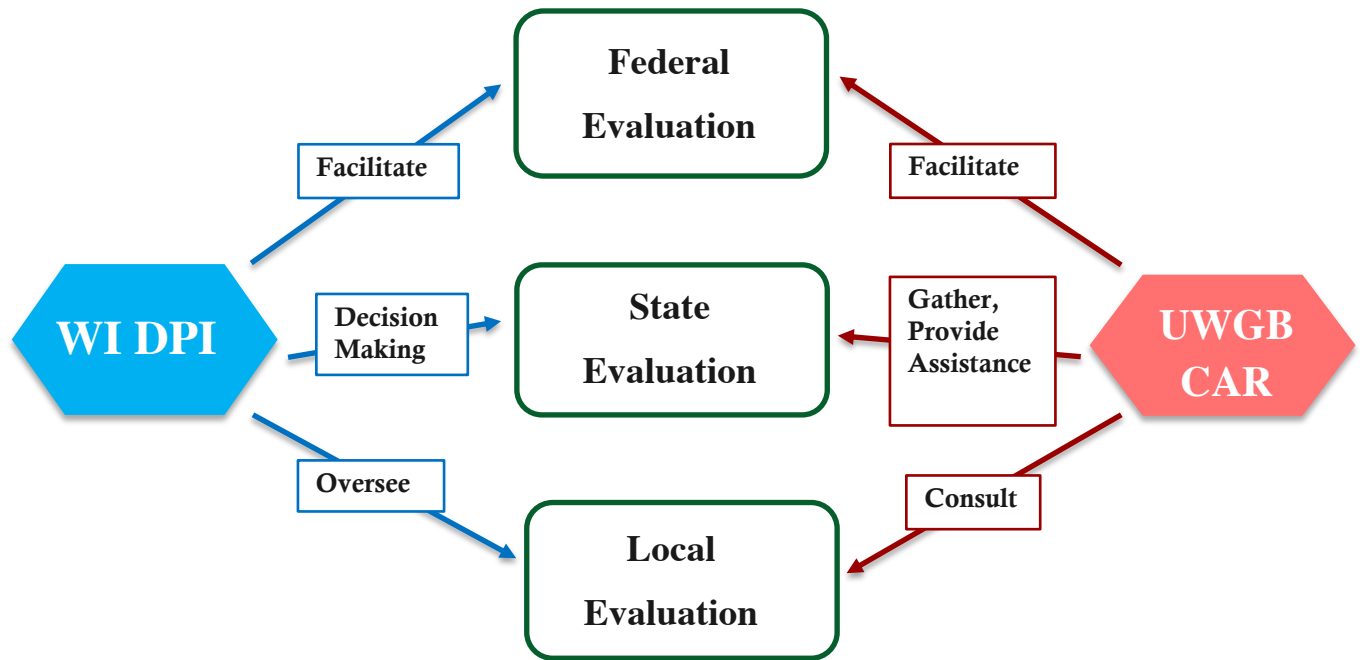 Federal
Evaluation
Facilitate
Facilitate
WI DPI
Decision
Making
State
Evaluation
Gather,
Provide
Assistance
UWGB
CAR
Oversee
Consult
Local
Evaluation